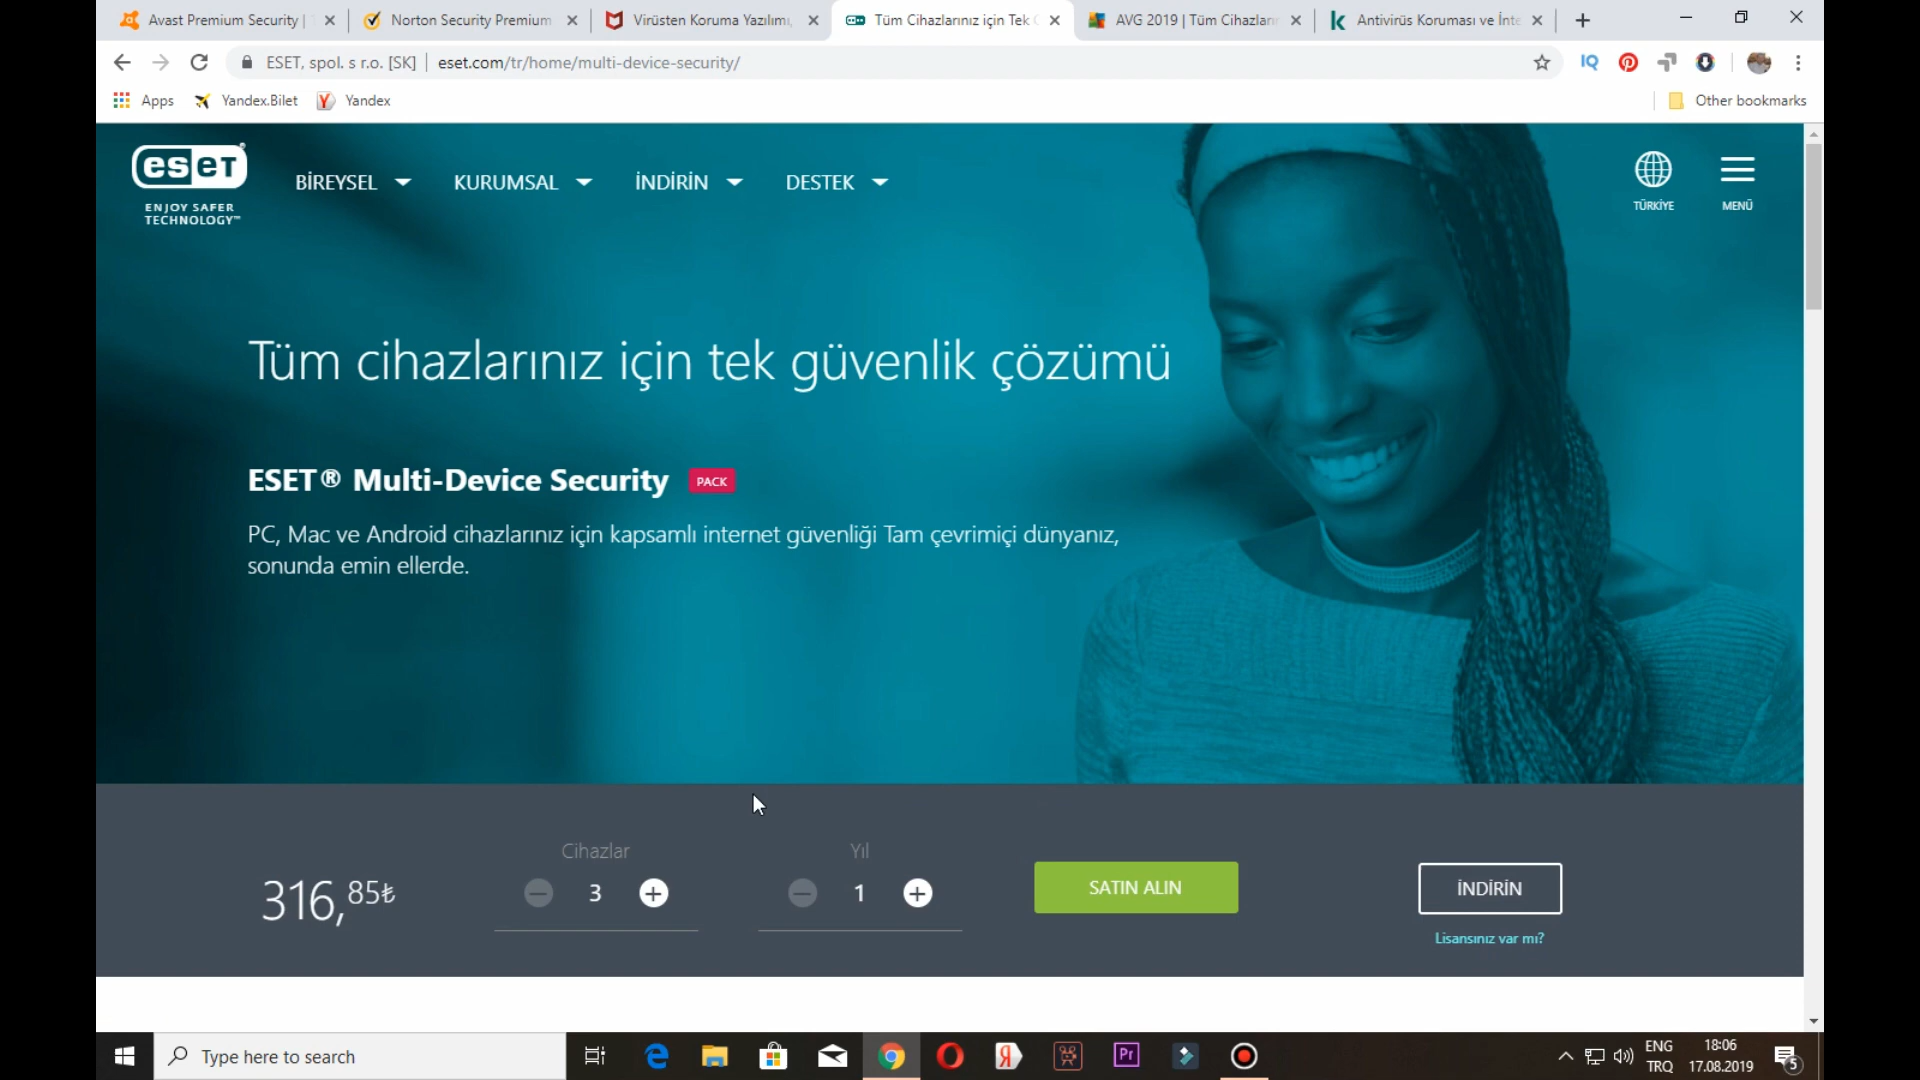 Avast Premium Security |
Norton Security Premium
Virüsten Koruma Yazılımı,
Tüm Cihazlarınız için Tek
AVG 2019 | Tüm Cihazların
Antivirüs Koruması ve İnte
ESET, spol. s r.o. [SK]
eset.com/tr/home/multi-device-security/
IQ
Apps
Yandex.Bilet
Yandex
Other bookmarks
eset
ENJOY SAFER
TECHNOLOGY™
BİREYSEL
KURUMSAL
İNDİRİN
DESTEK
TÜRKİYE
MENÜ
Tüm cihazlarınız için tek güvenlik çözümü
ESET® Multi-Device Security PACK
PC, Mac ve Android cihazlarınız için kapsamlı internet güvenliği Tam çevrimiçi dünyanız,
sonunda emin ellerde.
316,85₺
Cihazlar
3
Yıl
1
SATIN ALIN
İNDİRİN
Lisansınız var mı?
Type here to search
Pr
ENG
TRQ
18:06
17.08.2019
5